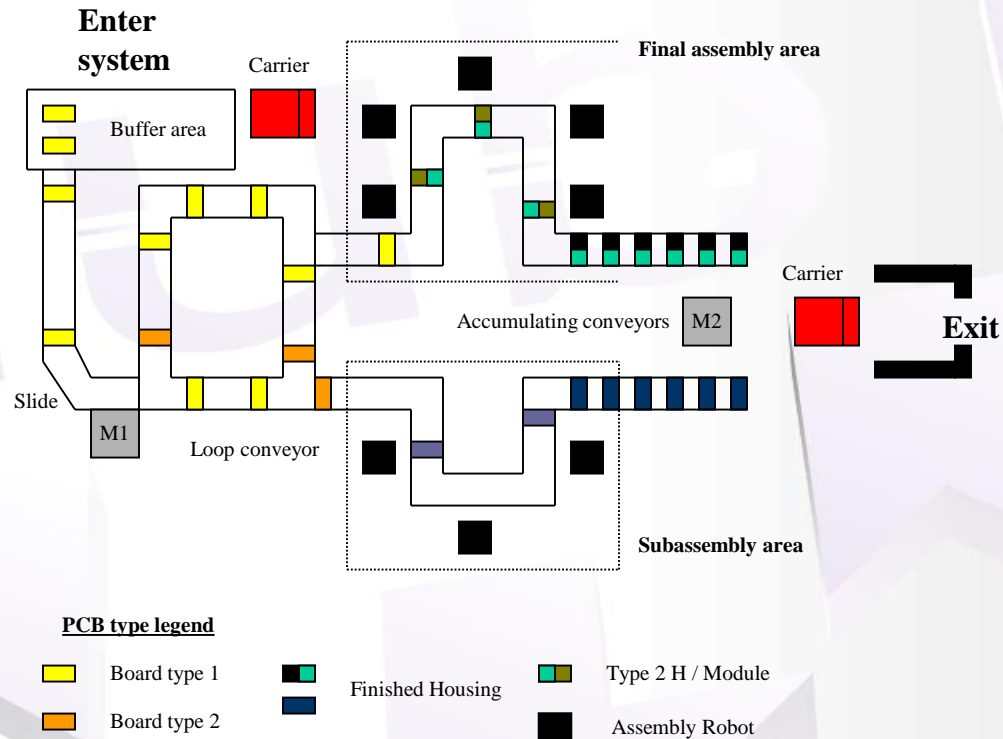 Enter
system
Carrier
Final assembly area
Buffer area
Carrier
Accumulating conveyors
M2
Exit
Slide
M1
Loop conveyor
Subassembly area
PCB type legend
Board type 1
Finished Housing
Type 2 H / Module
Board type 2
Assembly Robot